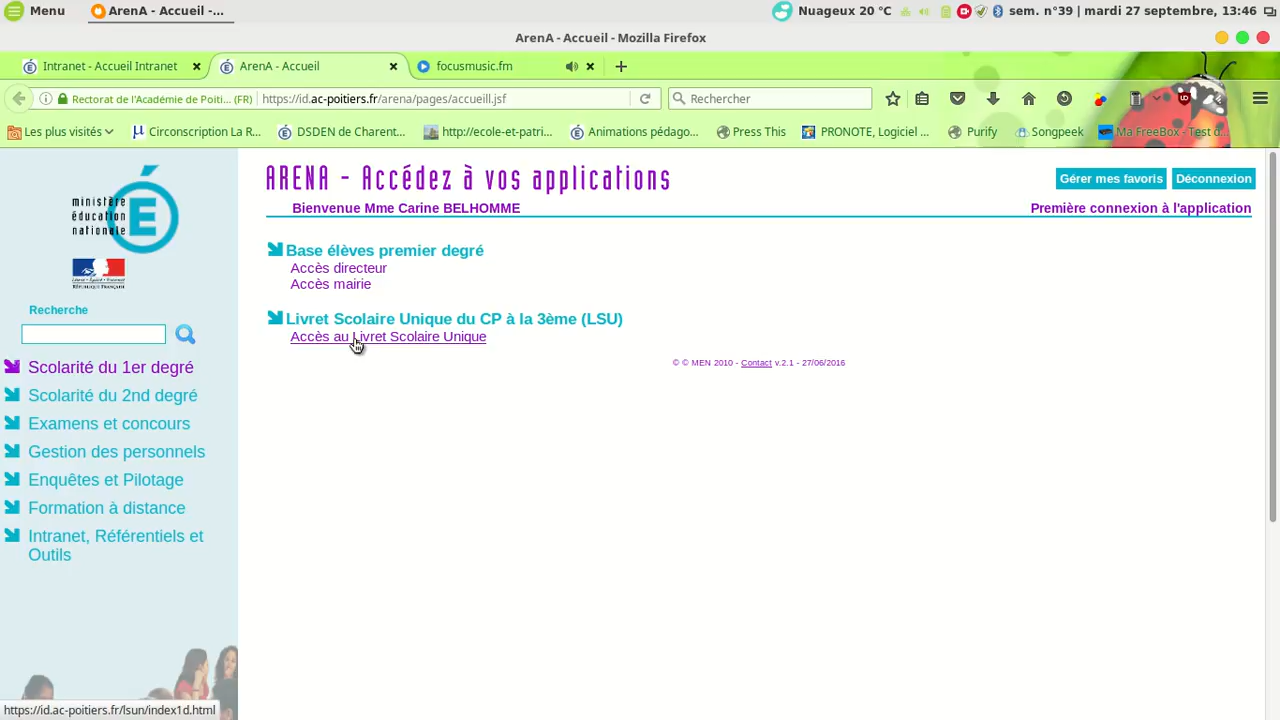 Menu
ArenA - Accueil -...
Nuageux 20 °C
sem. n°39 | mardi 27 septembre, 13:46
ArenA - Accueil - Mozilla Firefox
Intranet - Accueil Intranet
ArenA - Accueil
focusmusic.fm
Rectorat de l'Académie de Poiti... (FR)
https://id.ac-poitiers.fr/arena/pages/accueill.jsf
Rechercher
Les plus visités
Circonscription La R...
DSDEN de Charent...
http://ecole-et-patri...
Animations pédago...
Press This
PRONOTE, Logiciel ...
Purify
Songpeek
Ma FreeBox - Test d...
ministère
éducation
nationale
É
Liberté • Égalité • Fraternité
RÉPUBLIQUE FRANÇAISE
Recherche
Scolarité du 1er degré
Scolarité du 2nd degré
Examens et concours
Gestion des personnels
Enquêtes et Pilotage
Formation à distance
Intranet, Référentiels et
Outils
ARENA - Accédez à vos applications
Gérer mes favoris
Déconnexion
Bienvenue Mme Carine BELHOMME
Première connexion à l'application
Base élèves premier degré
Accès directeur
Accès mairie
Livret Scolaire Unique du CP à la 3ème (LSU)
Accès au Livret Scolaire Unique
© © MEN 2010 - Contact v.2.1 - 27/06/2016
https://id.ac-poitiers.fr/lsun/index1d.html